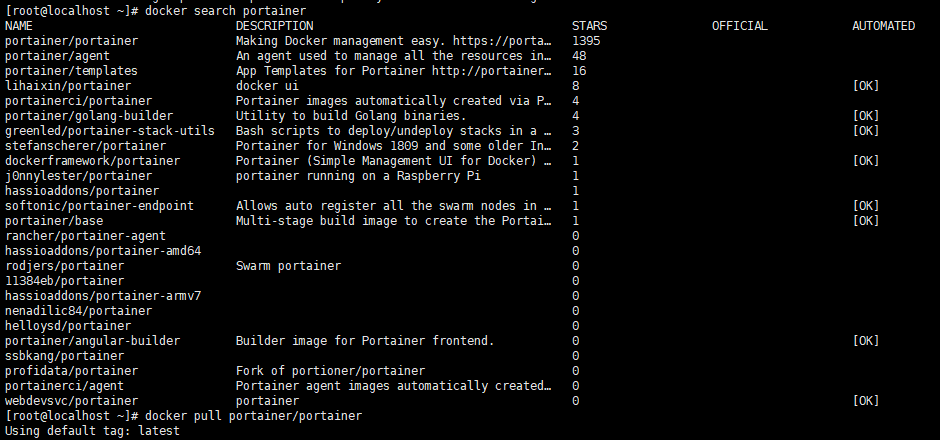 [root@localhost ~]# docker search portainer
NAME DESCRIPTION STARS OFFICIAL AUTOMATED
portainer/portainer Making Docker management easy. https://porta… 1395
portainer/agent An agent used to manage all the resources in… 48
portainer/templates App Templates for Portainer http://portainer… 16
lihaixin/portainer docker ui 8 [OK]
portainerci/portainer Portainer images automatically created via P… 4
portainer/golang-builder Utility to build Golang binaries. 4 [OK]
greenled/portainer-stack-utils Bash scripts to deploy/undeploy stacks in a … 3 [OK]
stefanscherer/portainer Portainer for Windows 1809 and some older In… 2
dockerframework/portainer Portainer (Simple Management UI for Docker) … 1 [OK]
j0nnylester/portainer portainer running on a Raspberry Pi 1
hassioaddons/portainer 1
softonic/portainer-endpoint Allows auto register all the swarm nodes in … 1 [OK]
portainer/base Multi-stage build image to create the Portai… 1 [OK]
rancher/portainer-agent 0
hassioaddons/portainer-amd64 0
rodjers/portainer Swarm portainer 0
11384eb/portainer 0
hassioaddons/portainer-armv7 0
nenadilic84/portainer 0
helloysd/portainer 0
portainer/angular-builder Builder image for Portainer frontend. 0 [OK]
ssbkang/portainer 0
profidata/portainer Fork of portioner/portainer 0
portainerci/agent Portainer agent images automatically created… 0
webdevsvc/portainer portainer 0 [OK]
[root@localhost ~]# docker pull portainer/portainer
Using default tag: latest